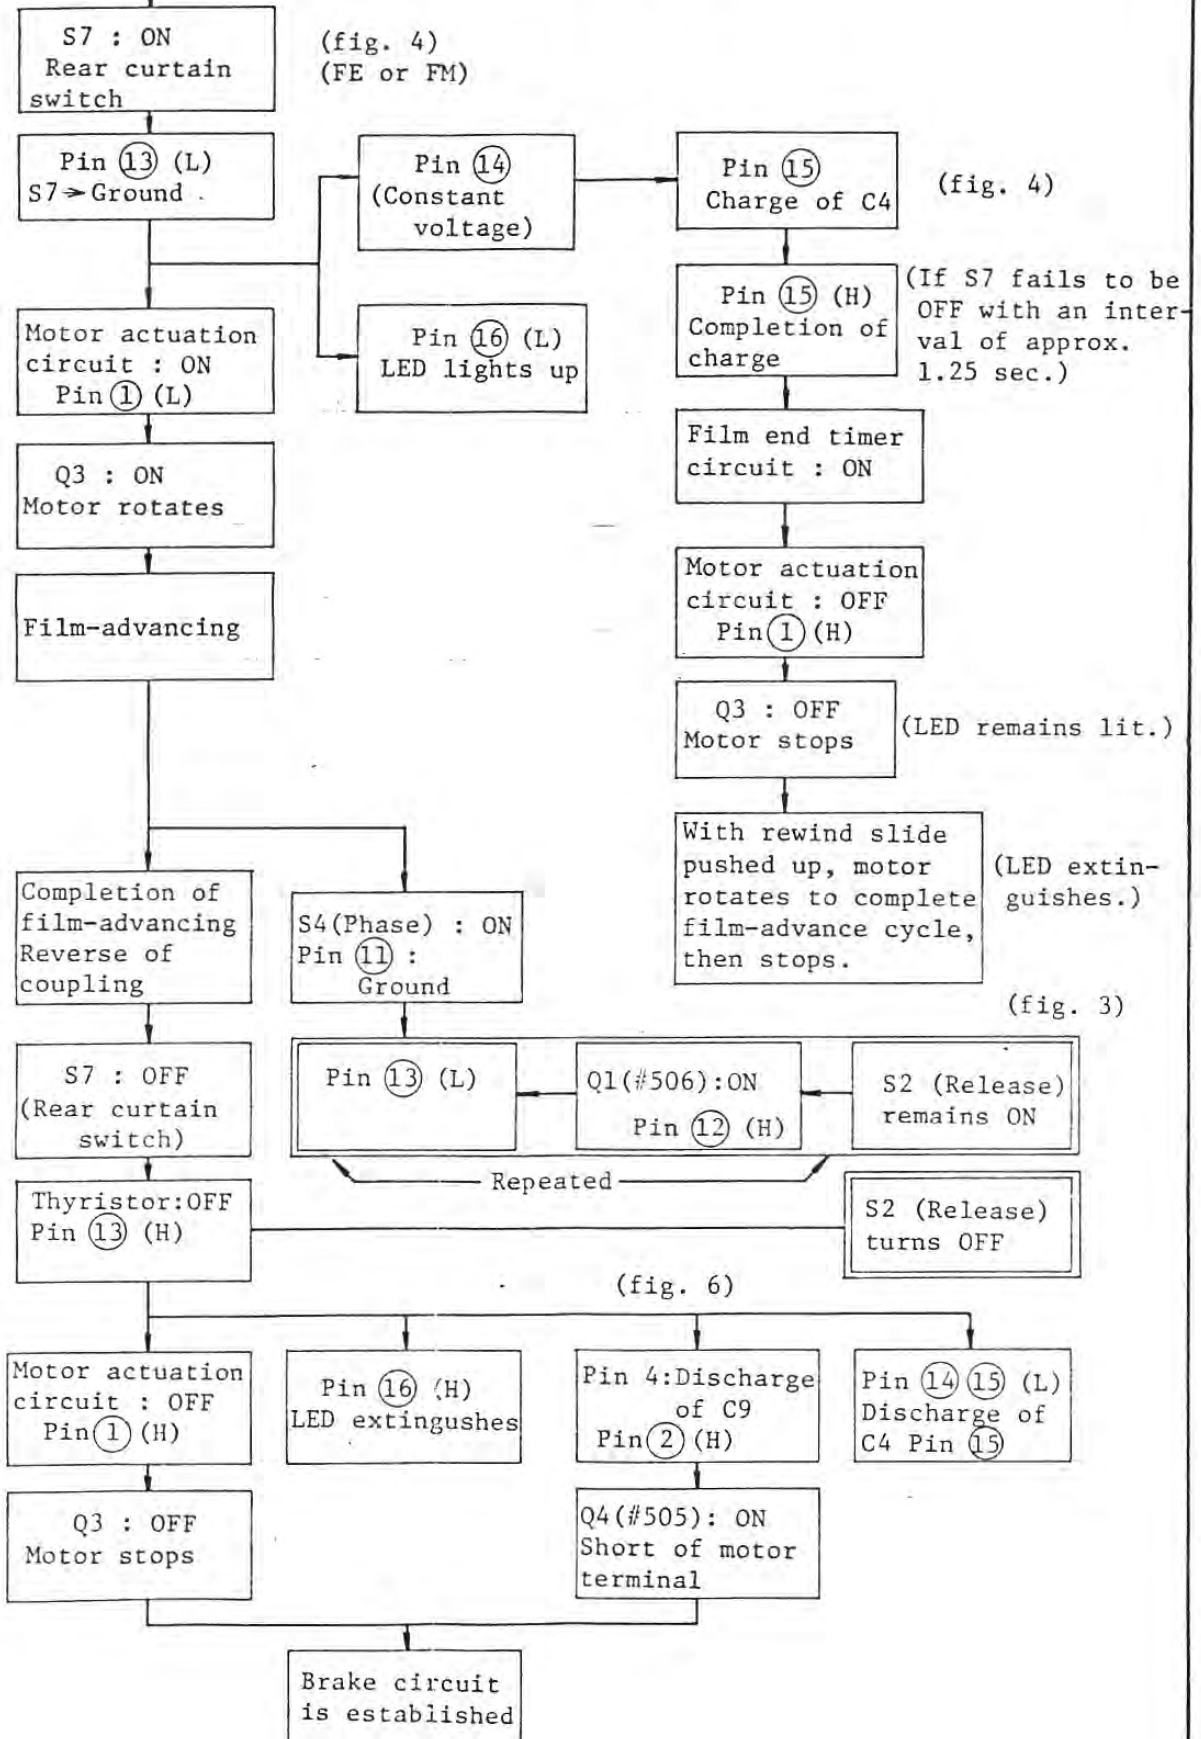 S7 : ON
Rear curtain
switch
(fig. 4)
(FE or FM)
Pin ⑬ (L)
S7➔Ground
Pin ⑭
(Constant
voltage)
Pin ⑮
Charge of C4
(fig. 4)
Motor actuation
circuit : ON
Pin ① (L)
Pin ⑯ (L)
LED lights up
Pin ⑮ (H)
Completion of
charge
(If S7 fails to be
OFF with an inter-
val of approx.
1.25 sec.)
Q3 : ON
Motor rotates
Film end timer
circuit : ON
Film-advancing
Motor actuation
circuit : OFF
Pin ① (H)
Q3 : OFF
Motor stops
(LED remains lit.)
With rewind slide
pushed up, motor
rotates to complete
film-advance cycle,
then stops.
(LED extin-
guishes.)
Completion of
film-advancing
Reverse of
coupling
S4(Phase) : ON
Pin ⑪ :
Ground
(fig. 3)
S7 : OFF
(Rear curtain
switch)
Pin ⑬ (L)
Q1(#506):ON
Pin ⑫ (H)
S2 (Release)
remains ON
Repeated
Thyristor:OFF
Pin ⑬ (H)
S2 (Release)
turns OFF
(fig. 6)
Motor actuation
circuit : OFF
Pin ① (H)
Pin ⑯ (H)
LED extingushes
Pin 4:Discharge
of C9
Pin ② (H)
Pin ⑭ ⑮ (L)
Discharge of
C4 Pin ⑮
Q3 : OFF
Motor stops
Q4(#505): ON
Short of motor
terminal
Brake circuit
is established